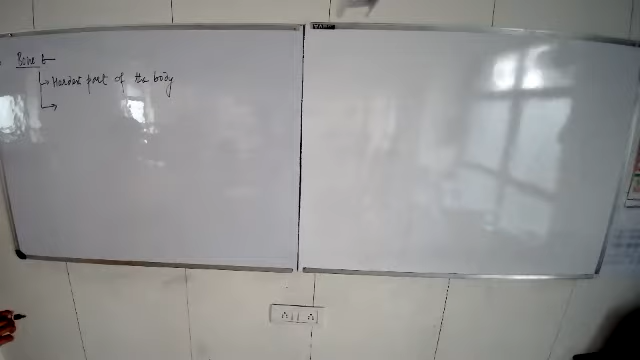 Bone :-
→ Hardest part of the body
→